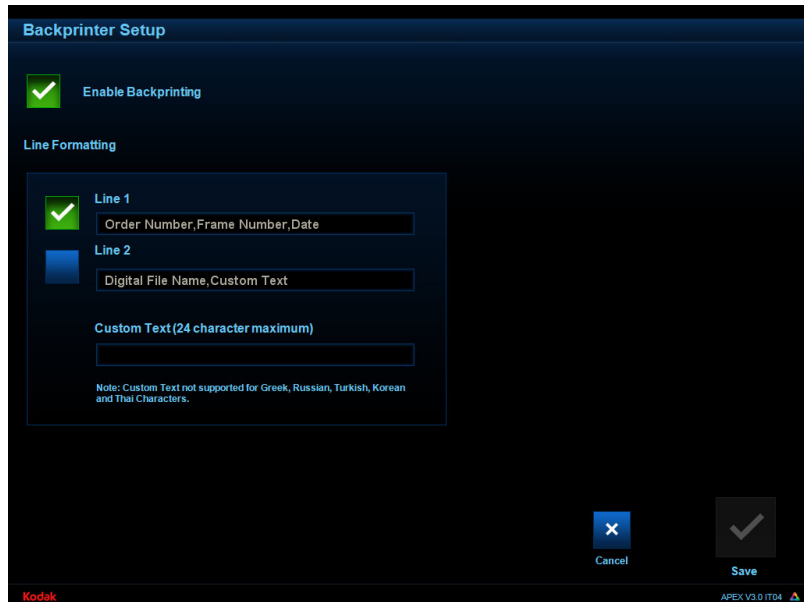 Backprinter Setup
Enable Backprinting
Line Formatting
Line 1
Order Number,Frame Number,Date
Line 2
Digital File Name,Custom Text
Custom Text (24 character maximum)
Note: Custom Text not supported for Greek, Russian, Turkish, Korean
and Thai Characters.
Cancel
Save
Kodak
APEX V3.0 IT04